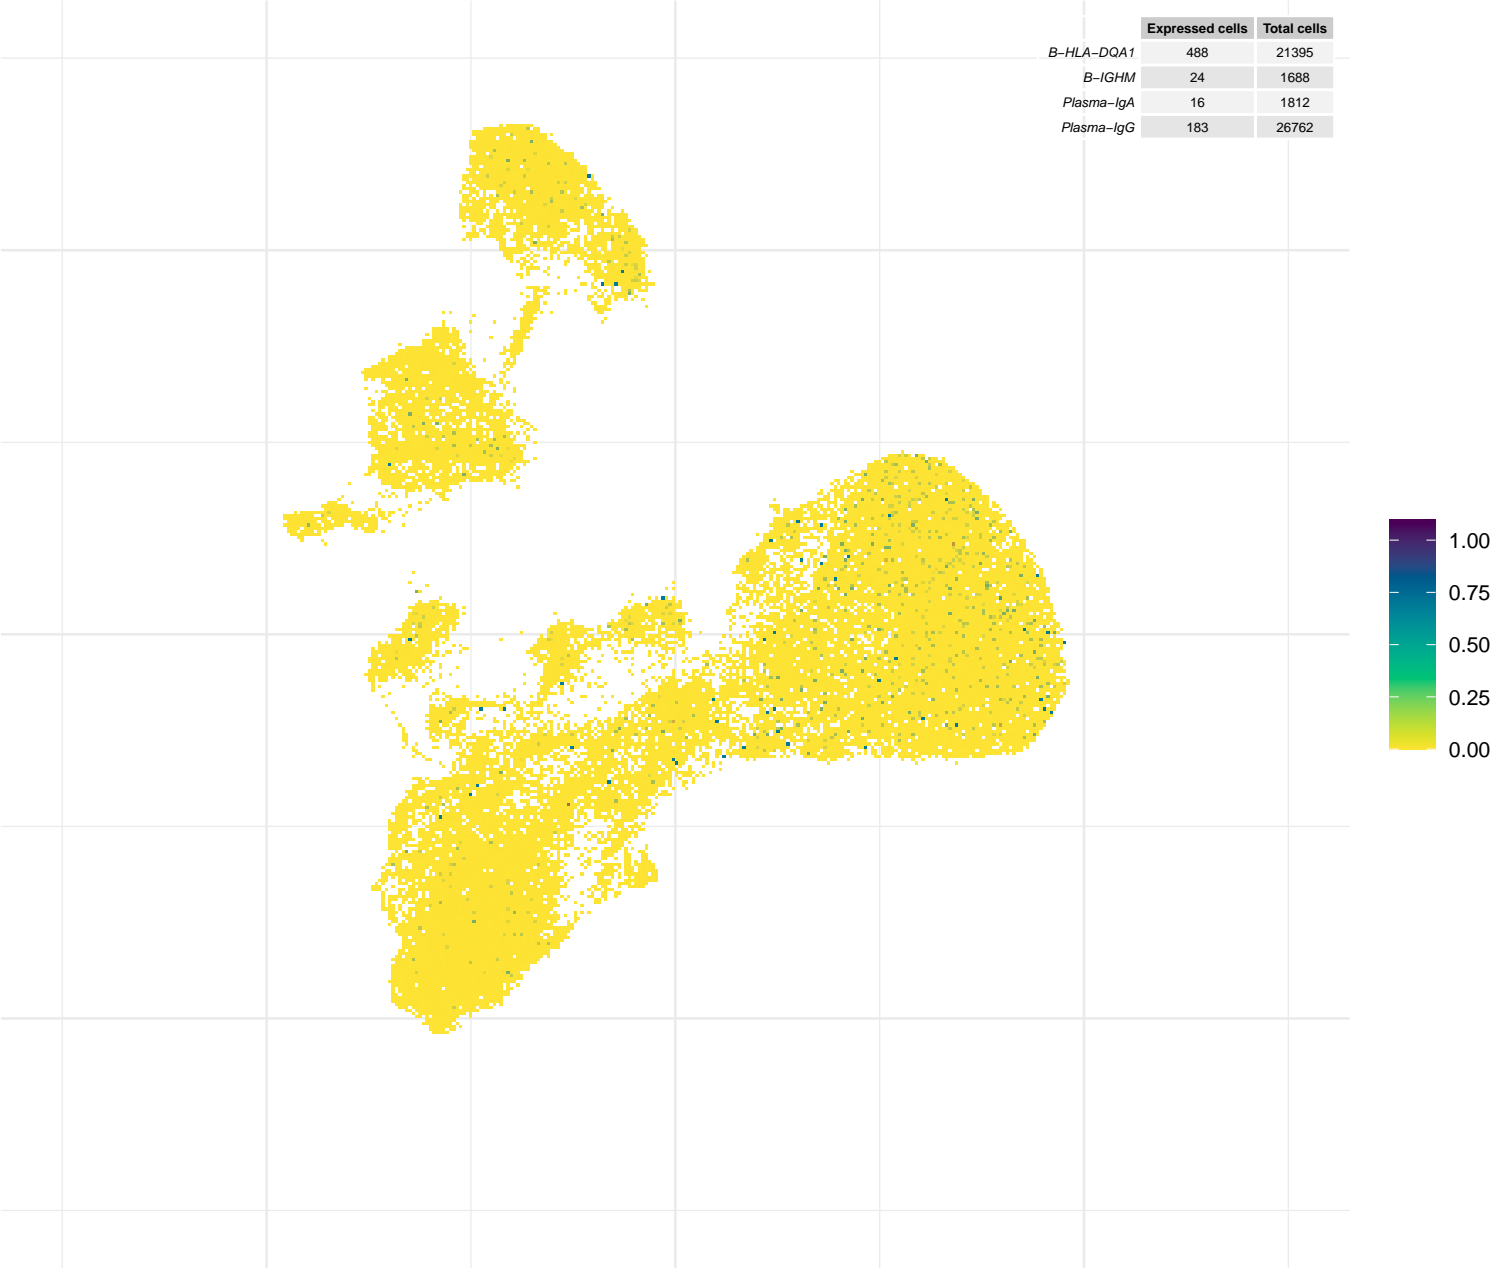 Expressed cells Total cells
B−HLA−DQA1 488 21395
B−IGHM 24 1688
Plasma−IgA 16 1812
Plasma−IgG 183 26762
1.00
0.75
0.50
0.25
0.00